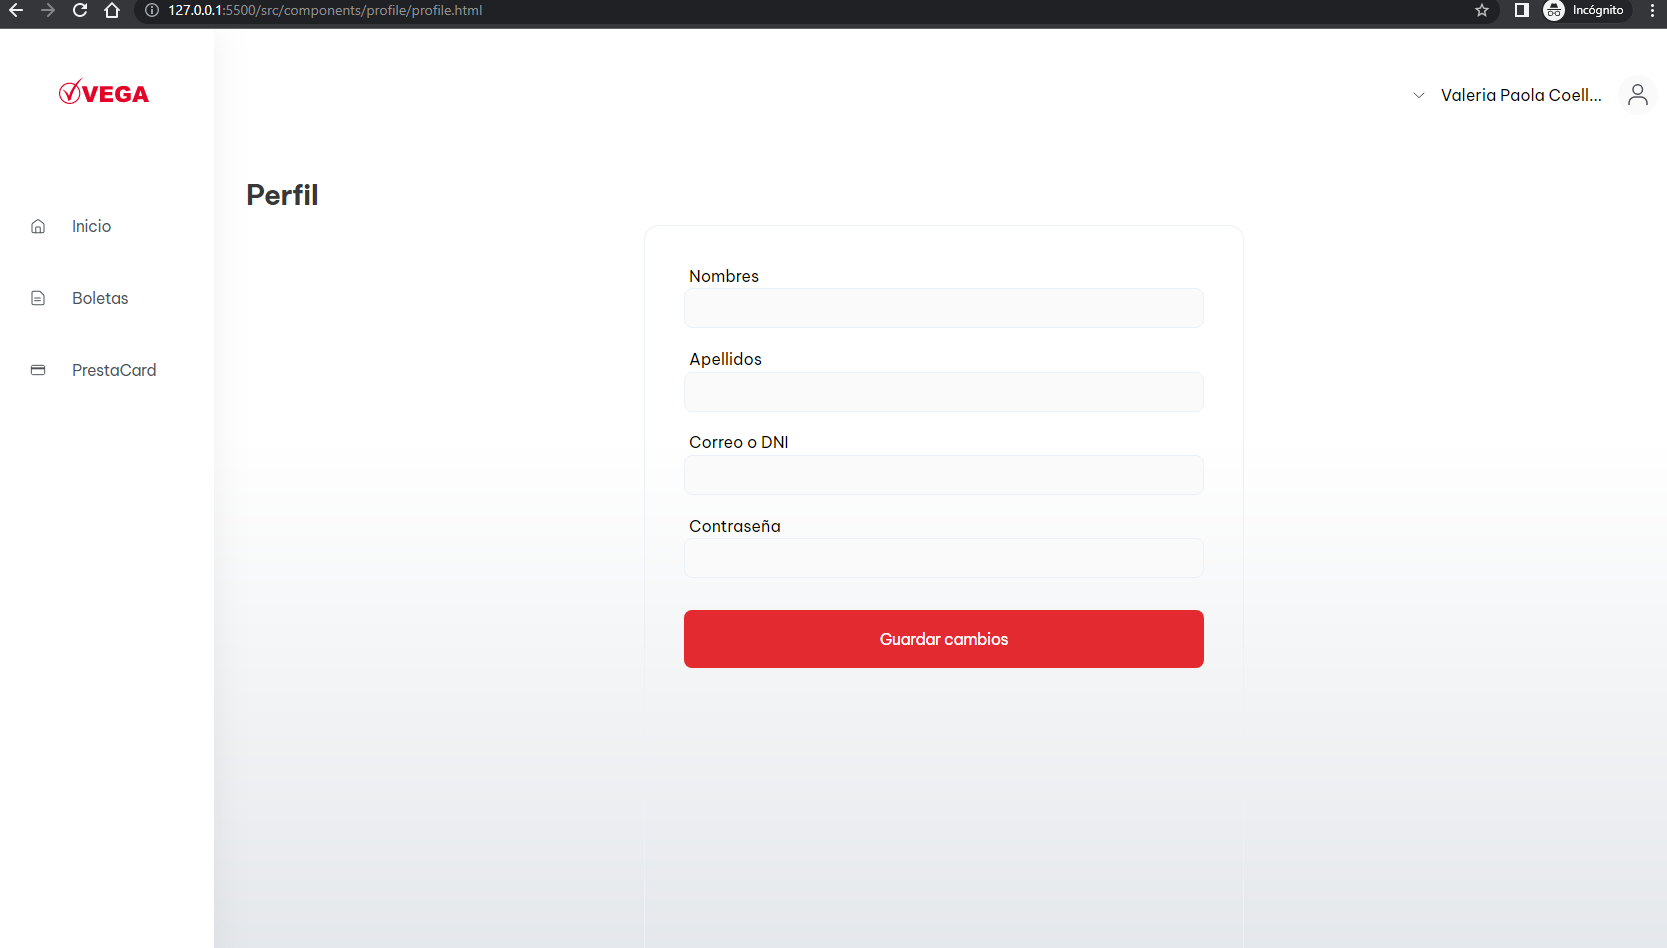 127.0.0.1:5500/src/components/profile/profile.html
Incógnito
VEGA
Valeria Paola Coell...
Perfil
Inicio
Boletas
PrestaCard
Nombres
Apellidos
Correo o DNI
Contraseña
Guardar cambios